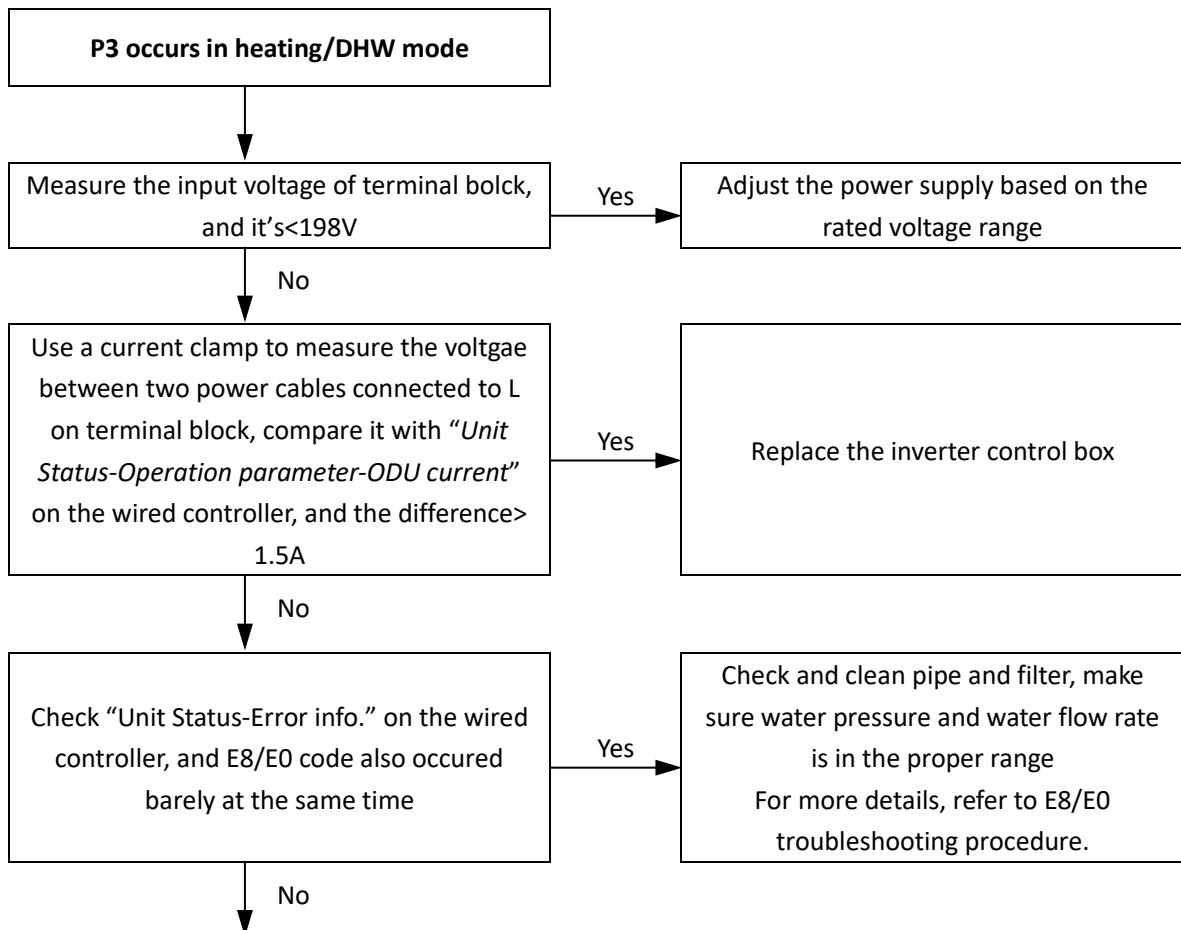 P3 occurs in heating/DHW mode
Measure the input voltage of terminal bolck,
and it's<198V
Yes
Adjust the power supply based on the
rated voltage range
No
Use a current clamp to measure the voltgae
between two power cables connected to L
on terminal block, compare it with “Unit
Status-Operation parameter-ODU current”
on the wired controller, and the difference>
1.5A
Yes
Replace the inverter control box
No
Check “Unit Status-Error info.” on the wired
controller, and E8/E0 code also occured
barely at the same time
Yes
Check and clean pipe and filter, make
sure water pressure and water flow rate
is in the proper range
For more details, refer to E8/E0
troubleshooting procedure.
No